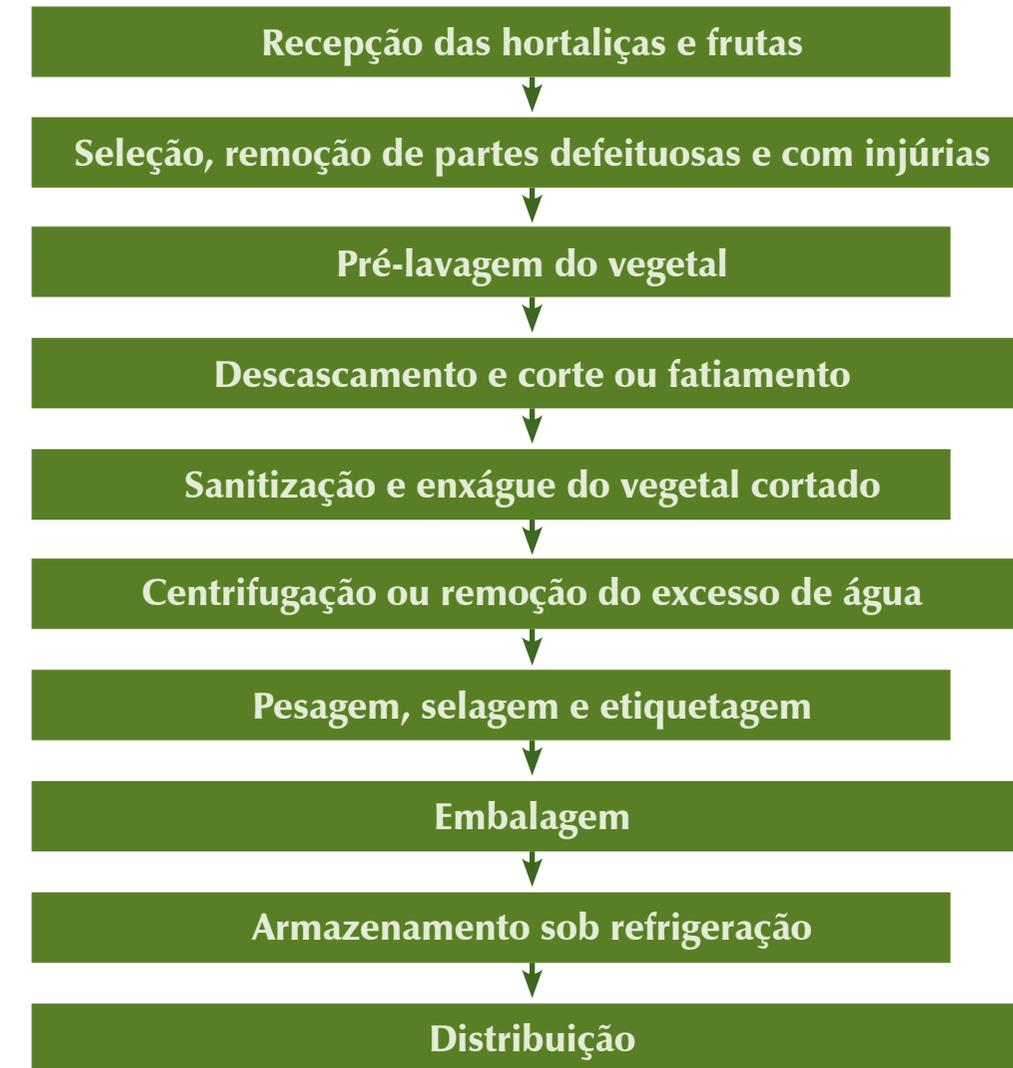 Recepção das hortaliças e frutas
Seleção, remoção de partes defeituosas e com injúrias
Pré-lavagem do vegetal
Descascamento e corte ou fatiamento
Sanitização e enxágue do vegetal cortado
Centrifugação ou remoção do excesso de água
Pesagem, selagem e etiquetagem
Embalagem
Armazenamento sob refrigeração
Distribuição